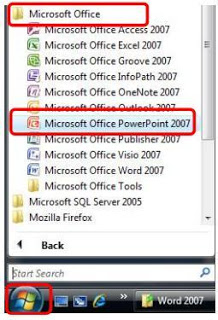 Microsoft Office
Microsoft Office Access 2007
Microsoft Office Excel 2007
Microsoft Office Groove 2007
Microsoft Office InfoPath 2007
Microsoft Office OneNote 2007
Microsoft Office Outlook 2007
Microsoft Office PowerPoint 2007
Microsoft Office Publisher 2007
Microsoft Office Visio 2007
Microsoft Office Word 2007
Microsoft Office Tools
Microsoft SQL Server 2005
Mozilla Firefox
Back
Start Search
» Word 2007